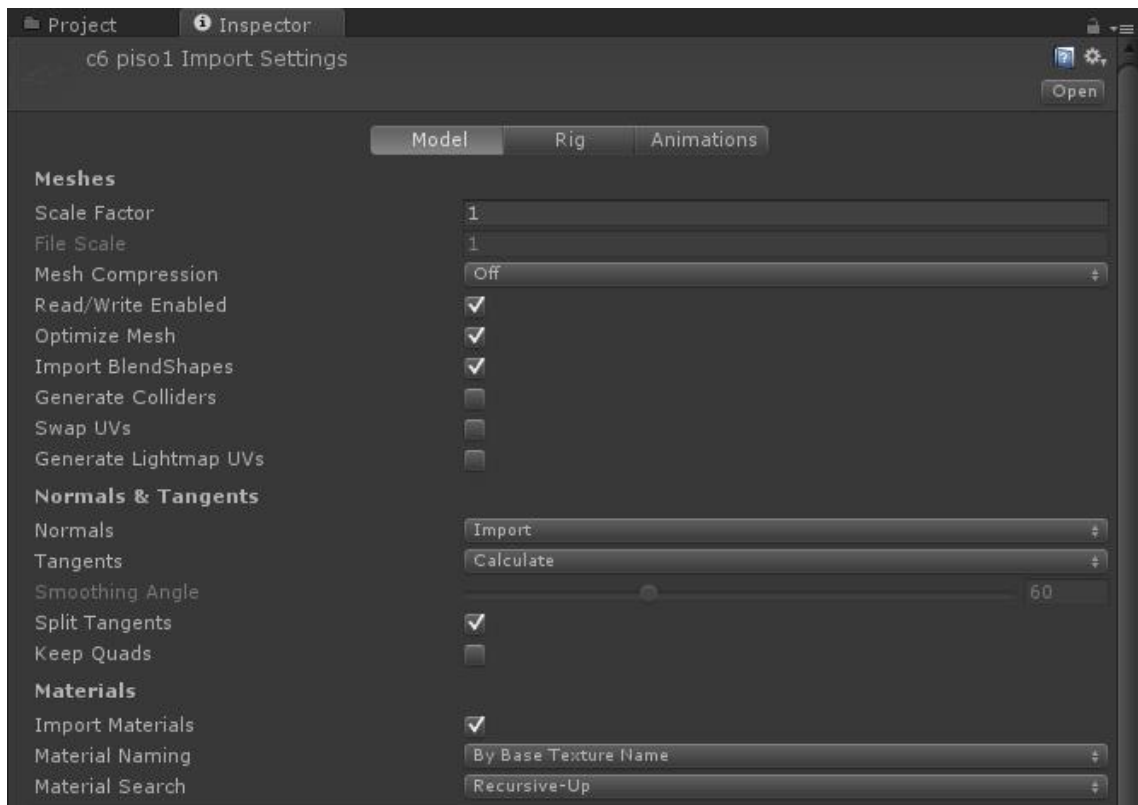 Project Inspector
c6 piso1 Import Settings
Open
Model Rig Animations
Meshes
Scale Factor 1
File Scale 1
Mesh Compression Off
Read/Write Enabled
Optimize Mesh
Import BlendShapes
Generate Colliders
Swap UVs
Generate Lightmap UVs
Normals & Tangents
Normals Import
Tangents Calculate
Smoothing Angle 60
Split Tangents
Keep Quads
Materials
Import Materials
Material Naming By Base Texture Name
Material Search Recursive-Up